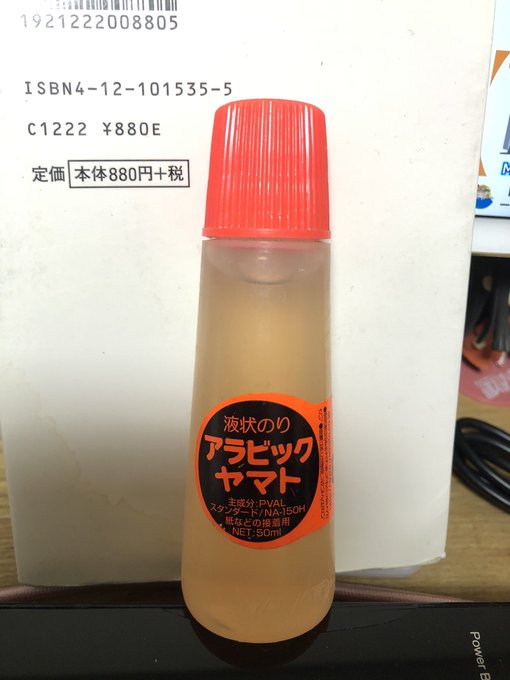 1921222008805
ISBN4-12-101535-5
C1222 ¥880E
定価 本体880円+税
液状のり
アラビック
ヤマト
主成分:PVAL
スタンダード/NA-150H
紙などの接着用
NET:50ml
Power B